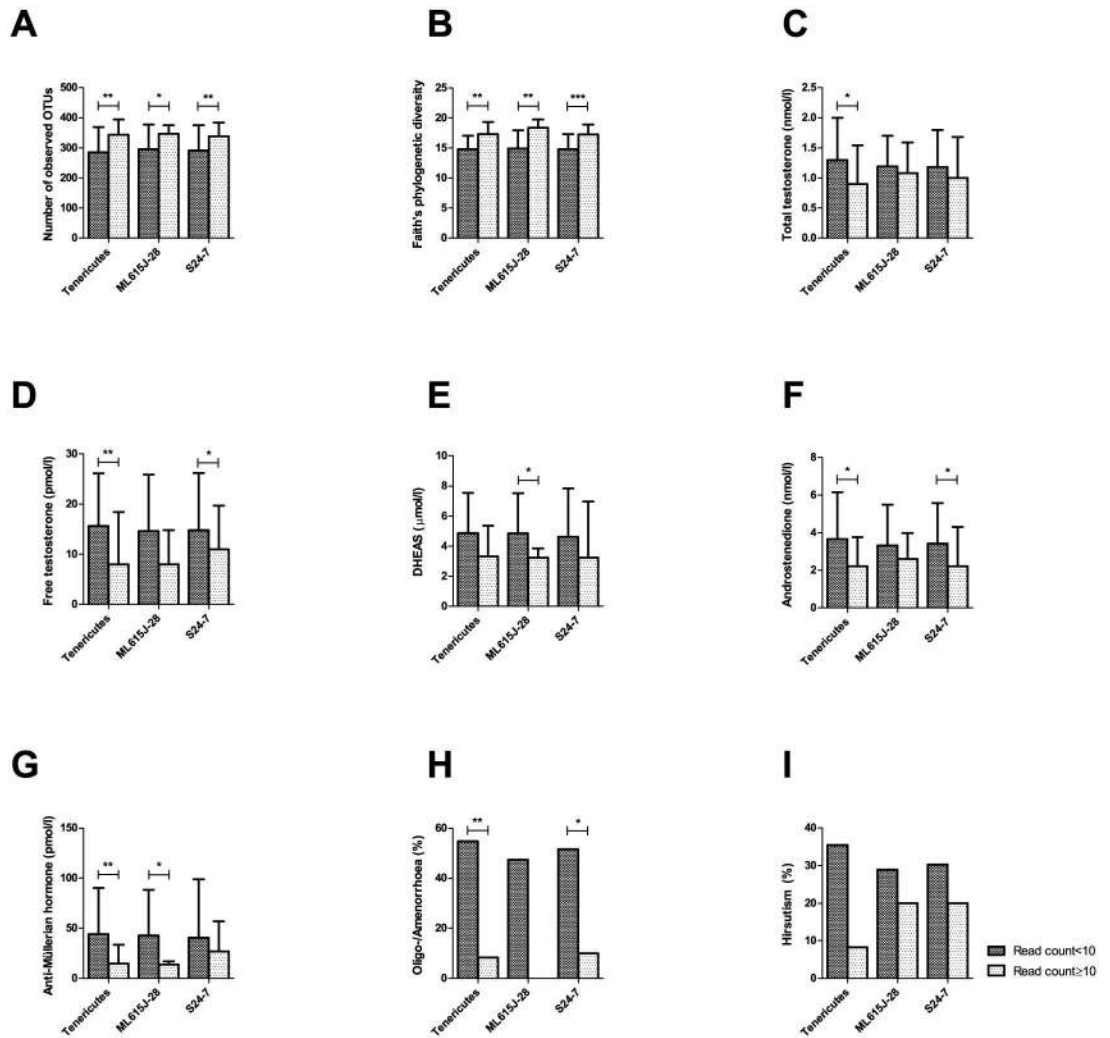 A
Number of observed OTUs
500
400
300
200
100
0
**
*
**
Tenericutes
ML615J-28
S24-7
B
Faith's phylogenetic diversity
25
20
15
10
5
0
**
**
***
Tenericutes
ML615J-28
S24-7
C
Total testosterone (nmol/l)
2.5
2.0
1.5
1.0
0.5
0.0
*
Tenericutes
ML615J-28
S24-7
D
Free testosterone (pmol/l)
30
20
10
0
**
*
Tenericutes
ML615J-28
S24-7
E
DHEAS (μmol/l)
10
8
6
4
2
0
*
Tenericutes
ML615J-28
S24-7
F
Androstenedione (nmol/l)
8
6
4
2
0
*
*
Tenericutes
ML615J-28
S24-7
G
Anti-Müllerian hormone (pmol/l)
150
100
50
0
**
*
Tenericutes
ML615J-28
S24-7
H
Oligo-/Amenorrhoea (%)
60
40
20
0
**
*
Tenericutes
ML615J-28
S24-7
I
Hirsutism (%)
40
30
20
10
0
Tenericutes
ML615J-28
S24-7
Read count<10
Read count≥10